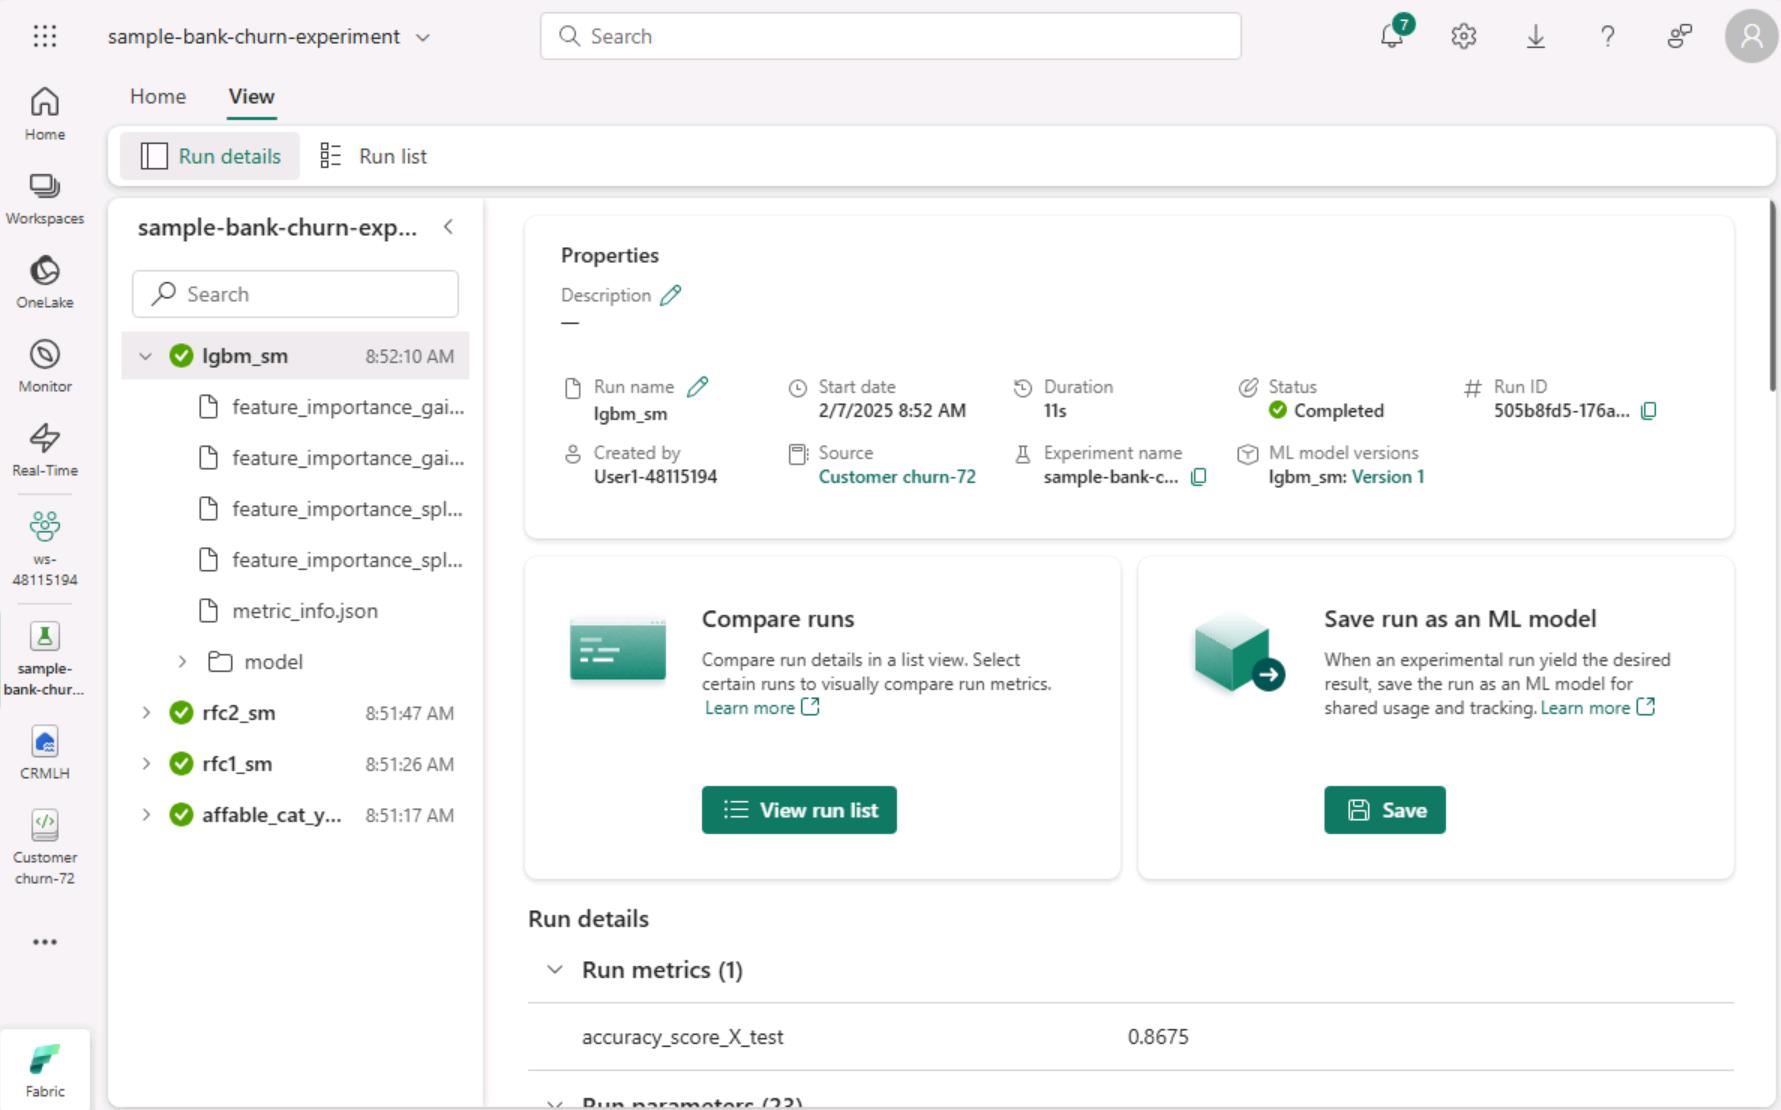 sample-bank-churn-experiment
Search
7
Home
View
Run details
Run list
Home
Workspaces
OneLake
Monitor
Real-Time
ws-
48115194
sample-
bank-chur...
CRMLH
Customer
churn-72
...
Fabric
sample-bank-churn-exp...
Search
lgbm_sm 8:52:10 AM
feature_importance_gai...
feature_importance_gai...
feature_importance_spl...
feature_importance_spl...
metric_info.json
model
rfc2_sm 8:51:47 AM
rfc1_sm 8:51:26 AM
affable_cat_y... 8:51:17 AM
Properties
Description
—
Run name
lgbm_sm
Start date
2/7/2025 8:52 AM
Duration
11s
Status
Completed
Run ID
505b8fd5-176a...
Created by
User1-48115194
Source
Customer churn-72
Experiment name
sample-bank-c...
ML model versions
lgbm_sm: Version 1
Compare runs
Compare run details in a list view. Select
certain runs to visually compare run metrics.
Learn more
View run list
Save run as an ML model
When an experimental run yield the desired
result, save the run as an ML model for
shared usage and tracking. Learn more
Save
Run details
Run metrics (1)
accuracy_score_X_test 0.8675
Run parameters (23)